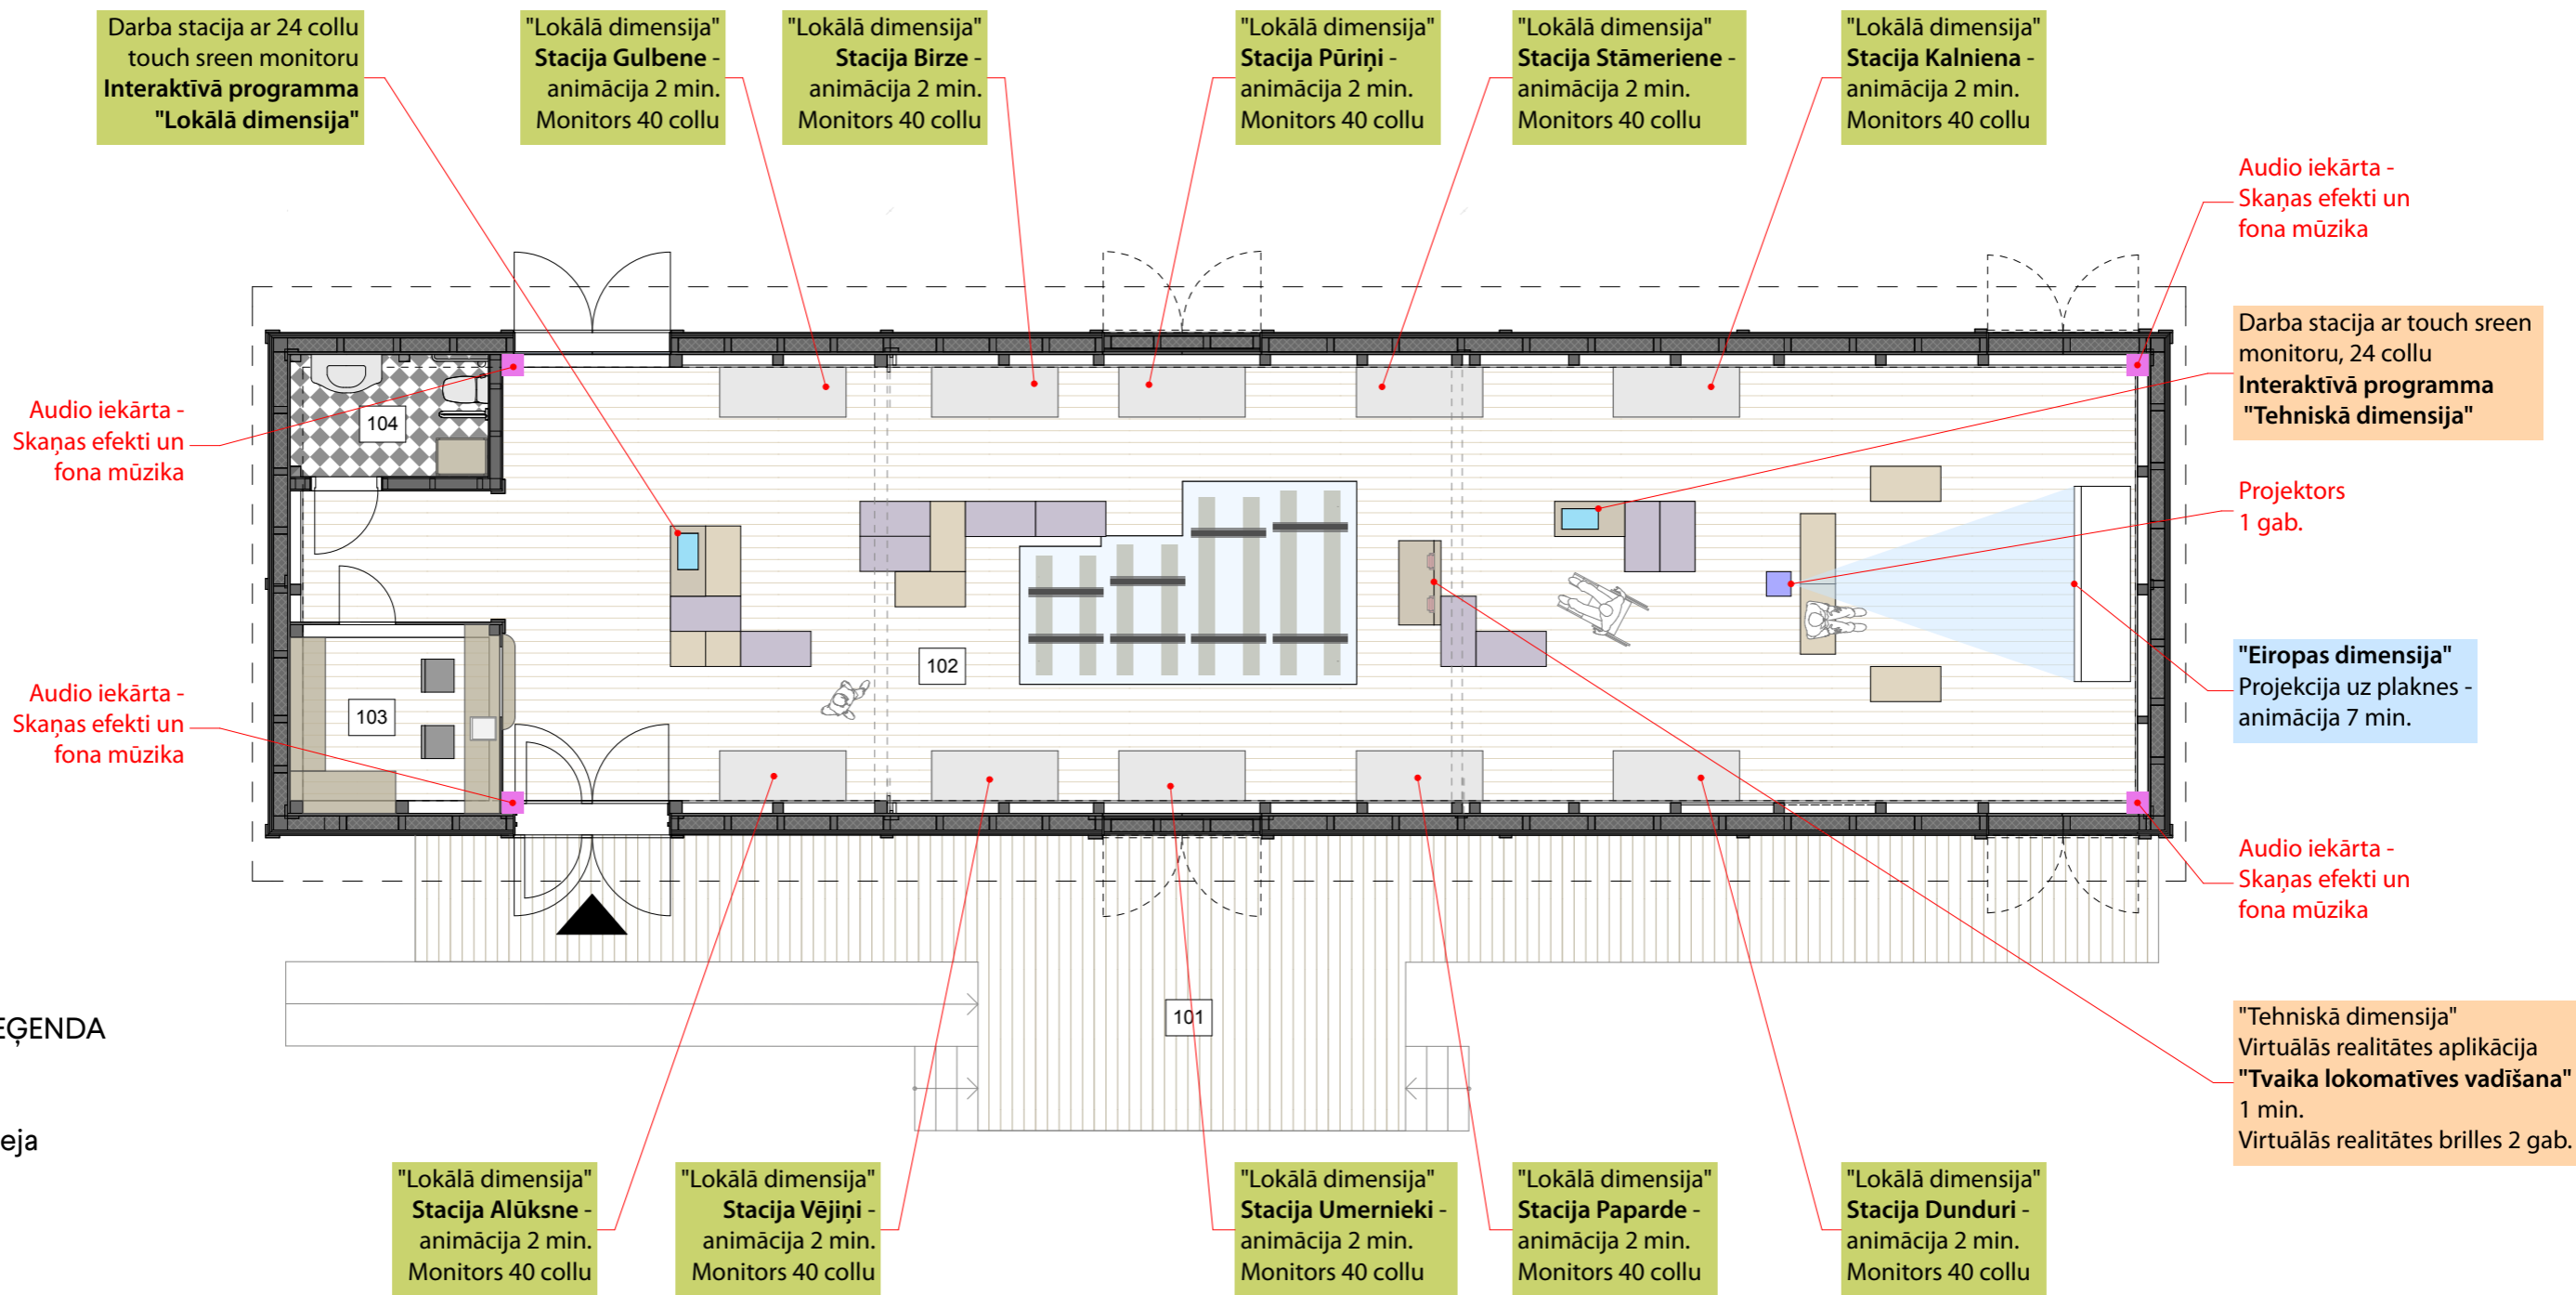 Darba stacija ar 24 collu
touch sreen monitoru
Interaktīvā programma
"Lokālā dimensija"
"Lokālā dimensija"
Stacija Gulbene -
animācija 2 min.
Monitors 40 collu
"Lokālā dimensija"
Stacija Birze -
animācija 2 min.
Monitors 40 collu
"Lokālā dimensija"
Stacija Pūriņi -
animācija 2 min.
Monitors 40 collu
"Lokālā dimensija"
Stacija Stāmeriene -
animācija 2 min.
Monitors 40 collu
"Lokālā dimensija"
Stacija Kalniena -
animācija 2 min.
Monitors 40 collu
Audio iekārta -
Skaņas efekti un
fona mūzika
Darba stacija ar touch sreen
monitoru, 24 collu
Interaktīvā programma
"Tehniskā dimensija"
Audio iekārta -
Skaņas efekti un
fona mūzika
104
Projektors
1 gab.
"Eiropas dimensija"
Projekcija uz plaknes -
animācija 7 min.
102
103
Audio iekārta -
Skaņas efekti un
fona mūzika
Audio iekārta -
Skaņas efekti un
fona mūzika
101
EĢENDA
eja
"Tehniskā dimensija"
Virtuālās realitātes aplikācija
"Tvaika lokomatīves vadīšana"
1 min.
Virtuālās realitātes brilles 2 gab.
"Lokālā dimensija"
Stacija Alūksne -
animācija 2 min.
Monitors 40 collu
"Lokālā dimensija"
Stacija Vējiņi -
animācija 2 min.
Monitors 40 collu
"Lokālā dimensija"
Stacija Umernieki -
animācija 2 min.
Monitors 40 collu
"Lokālā dimensija"
Stacija Paparde -
animācija 2 min.
Monitors 40 collu
"Lokālā dimensija"
Stacija Dunduri -
animācija 2 min.
Monitors 40 collu